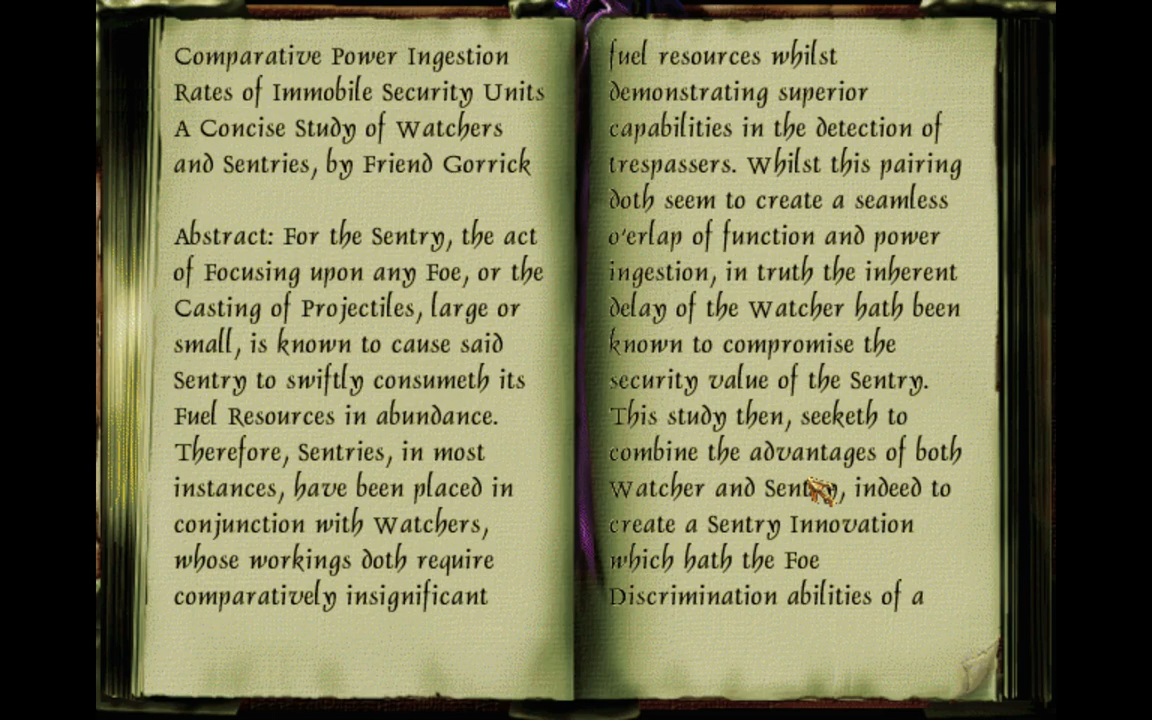 Comparative Power Ingestion
Rates of Immobile Security Units
A Concise Study of Watchers
and Sentries, by Friend Gorrick
Abstract: For the Sentry, the act
of Focusing upon any Foe, or the
Casting of Projectiles, large or
small, is known to cause said
Sentry to swiftly consumeth its
Fuel Resources in abundance.
Therefore, Sentries, in most
instances, have been placed in
conjunction with Watchers,
whose workings doth require
comparatively insignificant
fuel resources whilst
demonstrating superior
capabilities in the detection of
trespassers. Whilst this pairing
doth seem to create a seamless
o'erlap of function and power
ingestion, in truth the inherent
delay of the Watcher hath been
known to compromise the
security value of the Sentry.
This study then, seeketh to
combine the advantages of both
Watcher and Sentry, indeed to
create a Sentry Innovation
which hath the Foe
Discrimination abilities of a